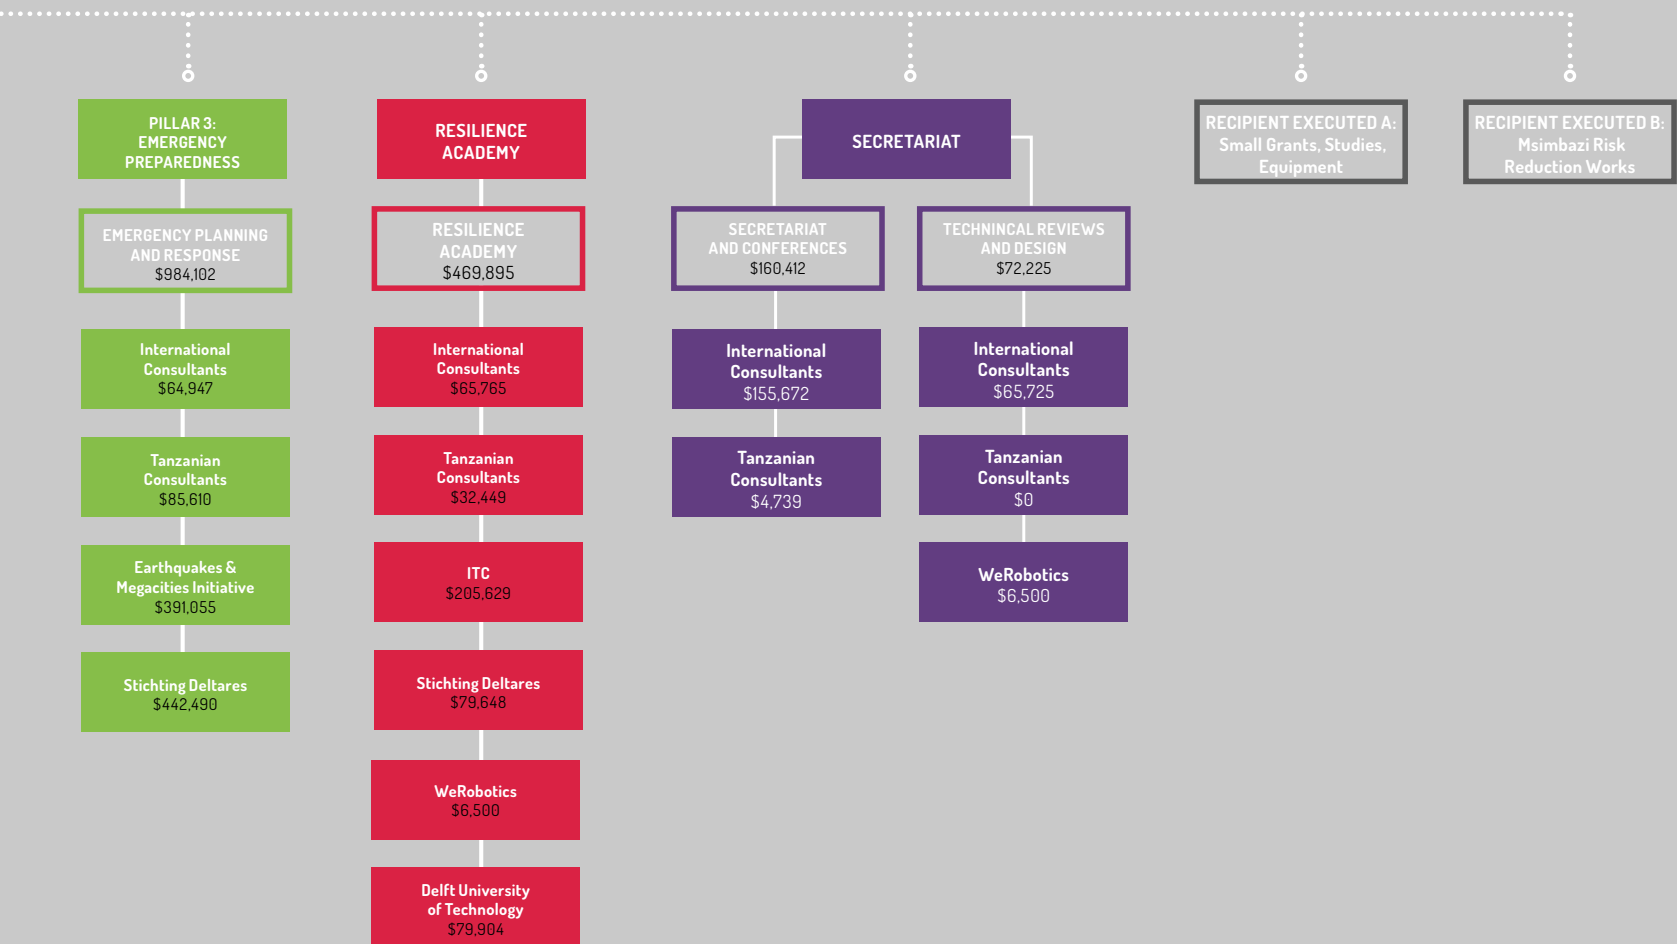 PILLAR 3:
EMERGENCY
PREPAREDNESS
EMERGENCY PLANNING
AND RESPONSE
$984,102
International
Consultants
$64,947
Tanzanian
Consultants
$85,610
Earthquakes &
Megacities Initiative
$391,055
Stichting Deltares
$442,490
RESILIENCE
ACADEMY
RESILIENCE
ACADEMY
$469,895
International
Consultants
$65,765
Tanzanian
Consultants
$32,449
ITC
$205,629
Stichting Deltares
$79,648
WeRobotics
$6,500
Delft University
of Technology
$79,904
SECRETARIAT
SECRETARIAT
AND CONFERENCES
$160,412
International
Consultants
$155,672
Tanzanian
Consultants
$4,739
TECHNINCAL REVIEWS
AND DESIGN
$72,225
International
Consultants
$65,725
Tanzanian
Consultants
$0
WeRobotics
$6,500
RECIPIENT EXECUTED A:
Small Grants, Studies,
Equipment
RECIPIENT EXECUTED B:
Msimbazi Risk
Reduction Works